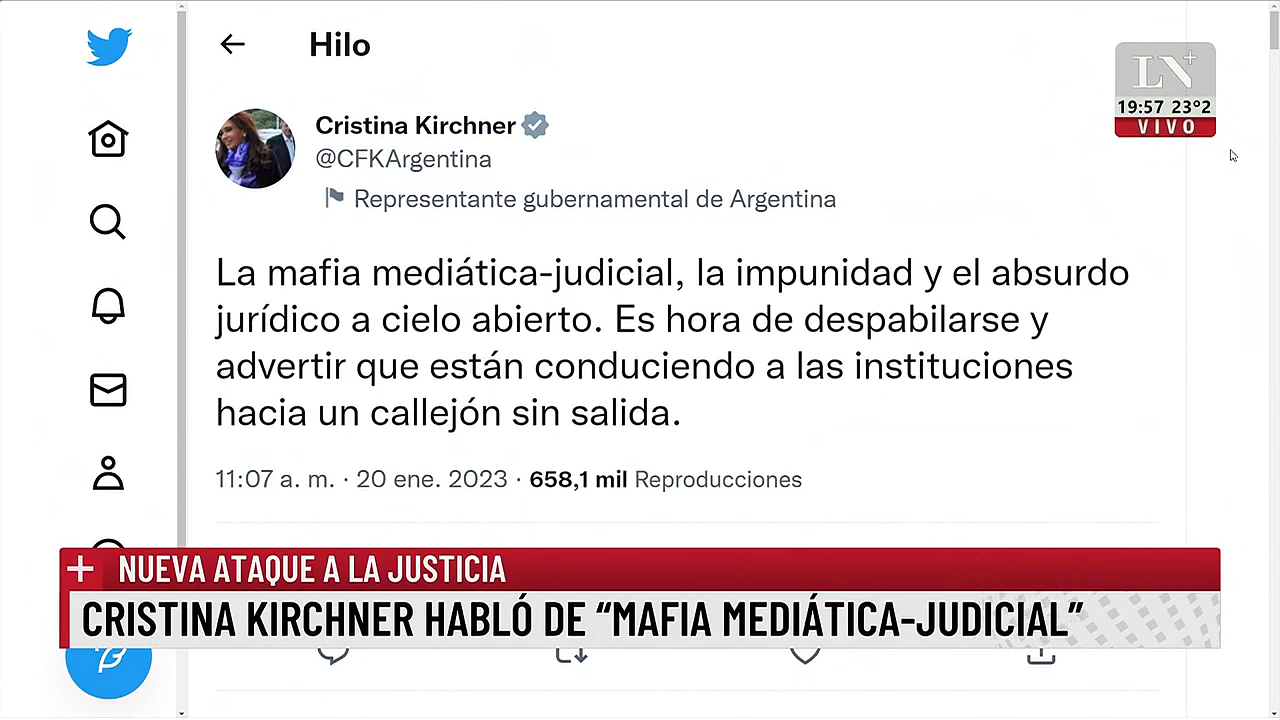 Hilo
Cristina Kirchner
@CFKArgentina
Representante gubernamental de Argentina
LN+
19:57 23º2
VIVO
La mafia mediática-judicial, la impunidad y el absurdo
jurídico a cielo abierto. Es hora de despabilarse y
advertir que están conduciendo a las instituciones
hacia un callejón sin salida.
11:07 a. m. · 20 ene. 2023 · 658,1 mil Reproducciones
+ NUEVA ATAQUE A LA JUSTICIA
CRISTINA KIRCHNER HABLÓ DE “MAFIA MEDIÁTICA-JUDICIAL”